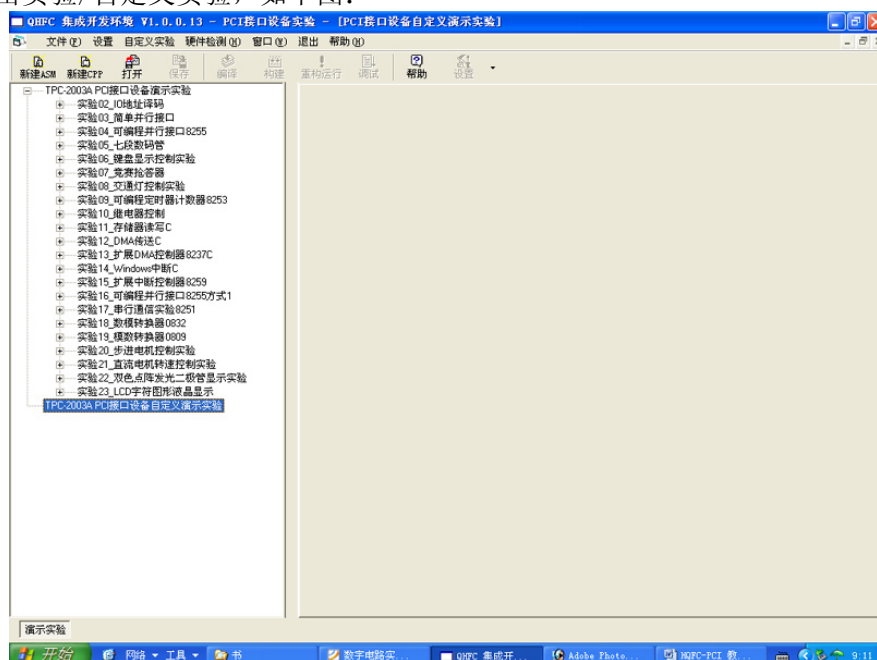 出实验/自定义实验，如下图：
QHFC 集成开发环境 V1.0.0.13 - PCI接口设备实验 - [PCI接口设备自定义演示实验]
文件(F) 设置 自定义实验 硬件检测(H) 窗口(W) 退出 帮助(H)
新建ASM 新建CPP 打开 保存 编译 构建 重构运行 调试 帮助 设置
TPC-2003A PCI接口设备演示实验
实验02_IO地址译码
实验03_简单并行接口
实验04_可编程并行接口8255
实验05_七段数码管
实验06_键盘显示控制实验
实验07_竞赛抢答器
实验08_交通灯控制实验
实验09_可编程定时器计数器8253
实验10_继电器控制
实验11_存储器读写C
实验12_DMA传送C
实验13_扩展DMA控制器8237C
实验14_Windows中断C
实验15_扩展中断控制器8259
实验16_可编程并行接口8255方式1
实验17_串行通信实验8251
实验18_数模转换器0832
实验19_模数转换器0809
实验20_步进电机控制实验
实验21_直流电机转速控制实验
实验22_双色点阵发光二极管显示实验
实验23_LCD字符图形液晶显示
TPC-2003A PCI接口设备自定义演示实验
演示实验
开始 网络 工具 书 数字电路实... QHFC 集成开... Adobe Photo... HQFC-PCI 教... 9:11